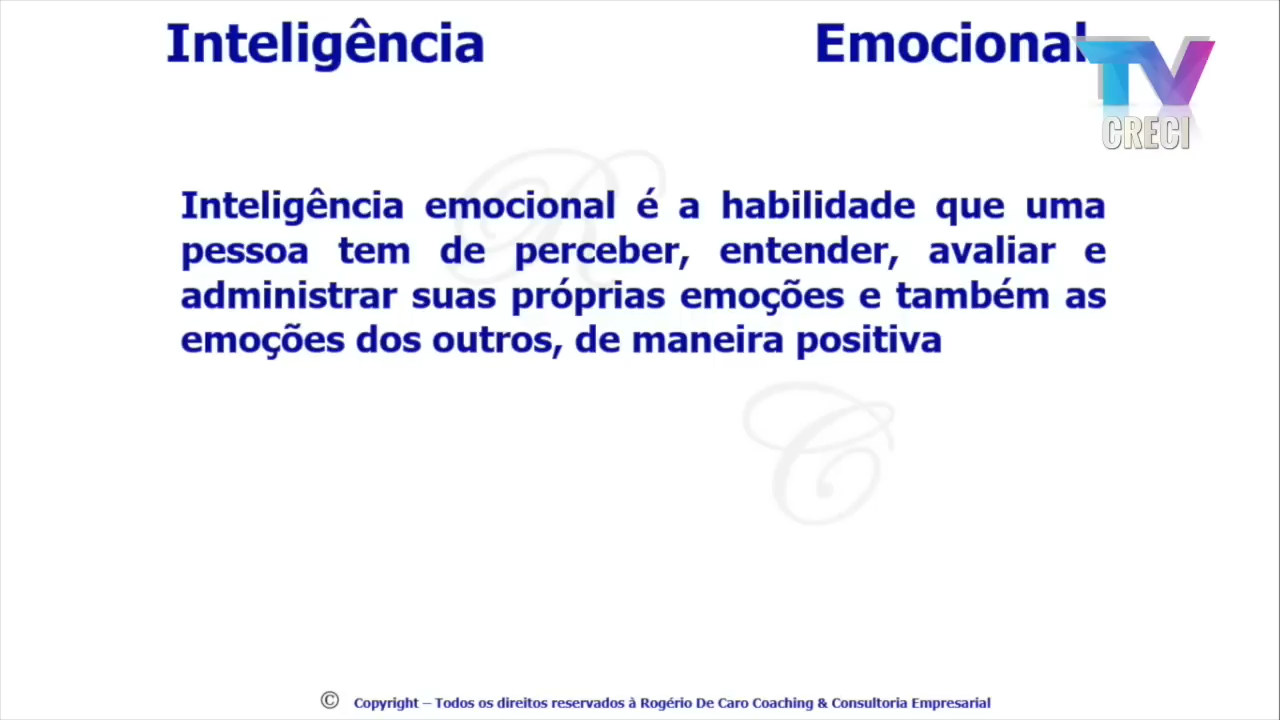 Inteligência Emocional
TV
CRECI
Inteligência emocional é a habilidade que uma
pessoa tem de perceber, entender, avaliar e
administrar suas próprias emoções e também as
emoções dos outros, de maneira positiva
R
C
© Copyright – Todos os direitos reservados à Rogério De Caro Coaching & Consultoria Empresarial